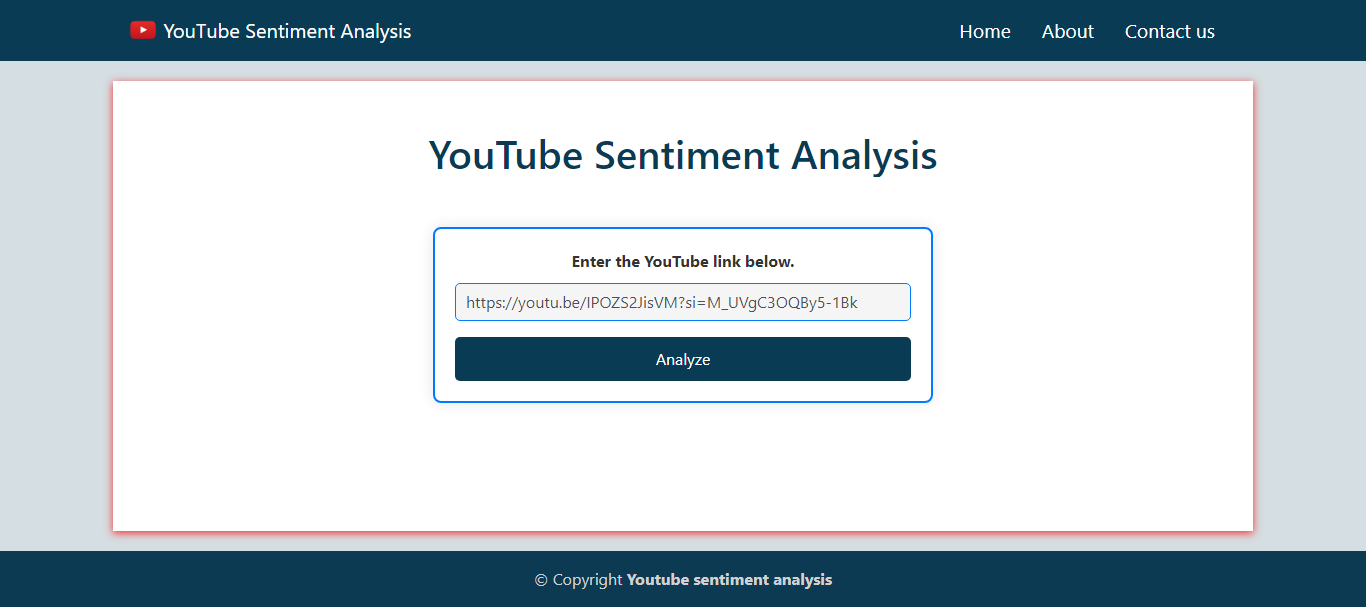 YouTube Sentiment Analysis
Home About Contact us
YouTube Sentiment Analysis
Enter the YouTube link below.
https://youtu.be/IPOZS2JisVM?si=M_UVgC3OQBy5-1Bk
Analyze
© Copyright Youtube sentiment analysis